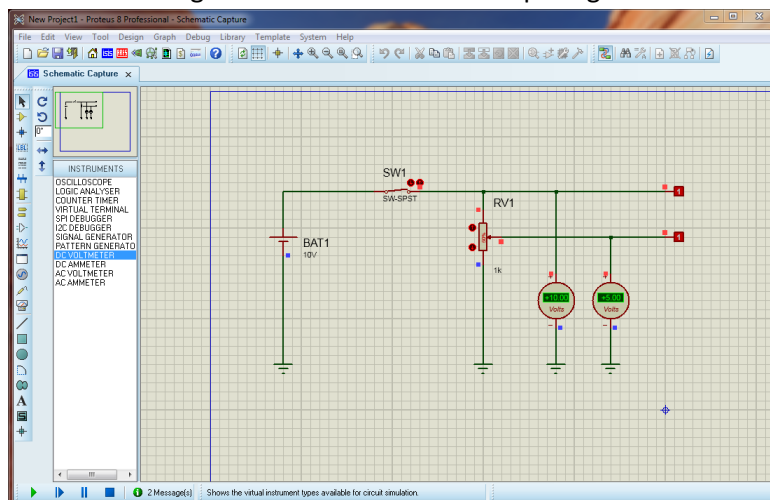 New Project1 - Proteus 8 Professional - Schematic Capture
File Edit View Tool Design Graph Debug Library Template System Help
ISIS
Schematic Capture x
0°
INSTRUMENTS
OSCILLOSCOPE
LOGIC ANALYSER
COUNTER TIMER
VIRTUAL TERMINAL
SPI DEBUGGER
I2C DEBUGGER
SIGNAL GENERATOR
PATTERN GENERATO
DC VOLTMETER
DC AMMETER
AC VOLTMETER
AC AMMETER
SW1
SW-SPST
BAT1
10V
RV1
1k
1
1
+10.00
Volts
+5.00
Volts
A
S
2 Message(s)
Shows the virtual instrument types available for circuit simulation.